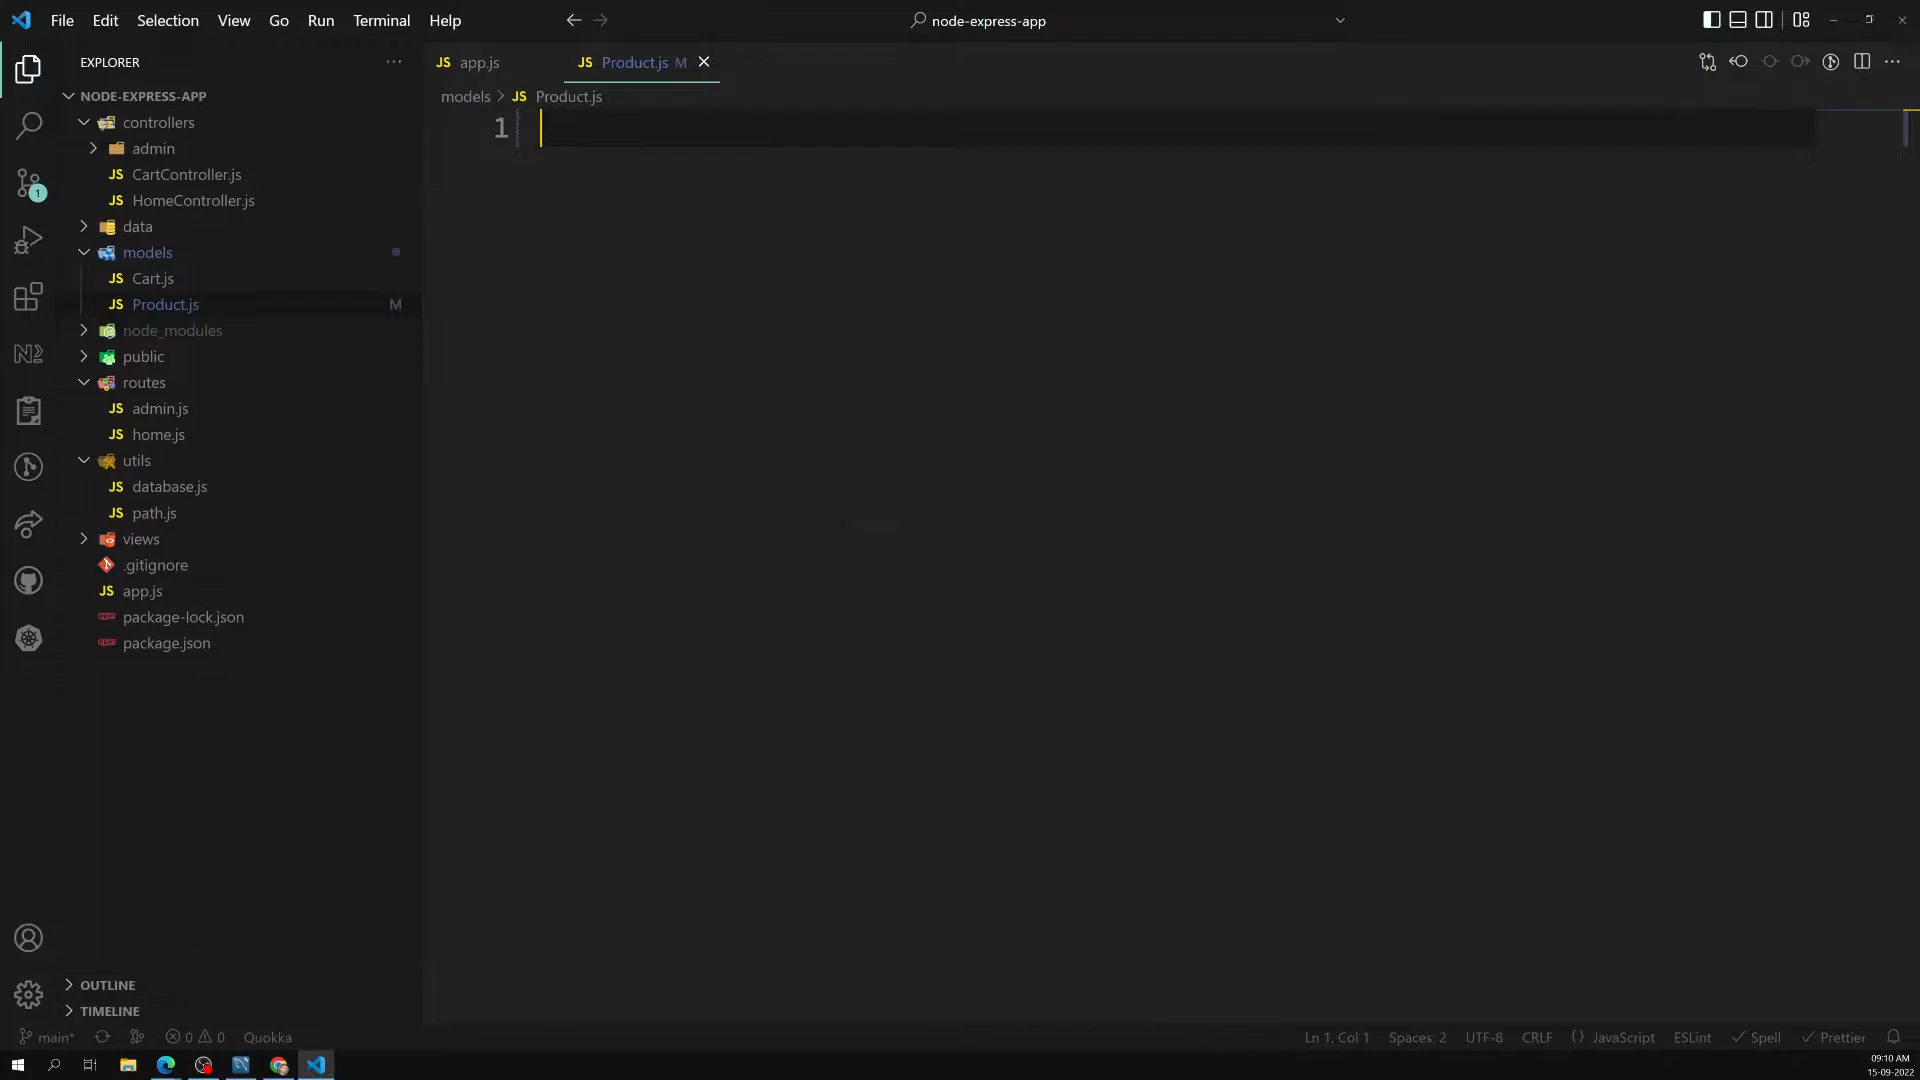 File Edit Selection View Go Run Terminal Help
node-express-app
EXPLORER
JS app.js
JS Product.js M
NODE-EXPRESS-APP
models > JS Product.js
controllers
1
admin
JS CartController.js
JS HomeController.js
1
data
models
JS Cart.js
JS Product.js M
node_modules
public
routes
JS admin.js
JS home.js
utils
JS database.js
JS path.js
views
.gitignore
JS app.js
package-lock.json
package.json
OUTLINE
TIMELINE
main* 0 0 Quokka
Ln 1, Col 1 Spaces: 2 UTF-8 CRLF {} JavaScript ESLint Spell Prettier
09:10 AM
15-09-2022